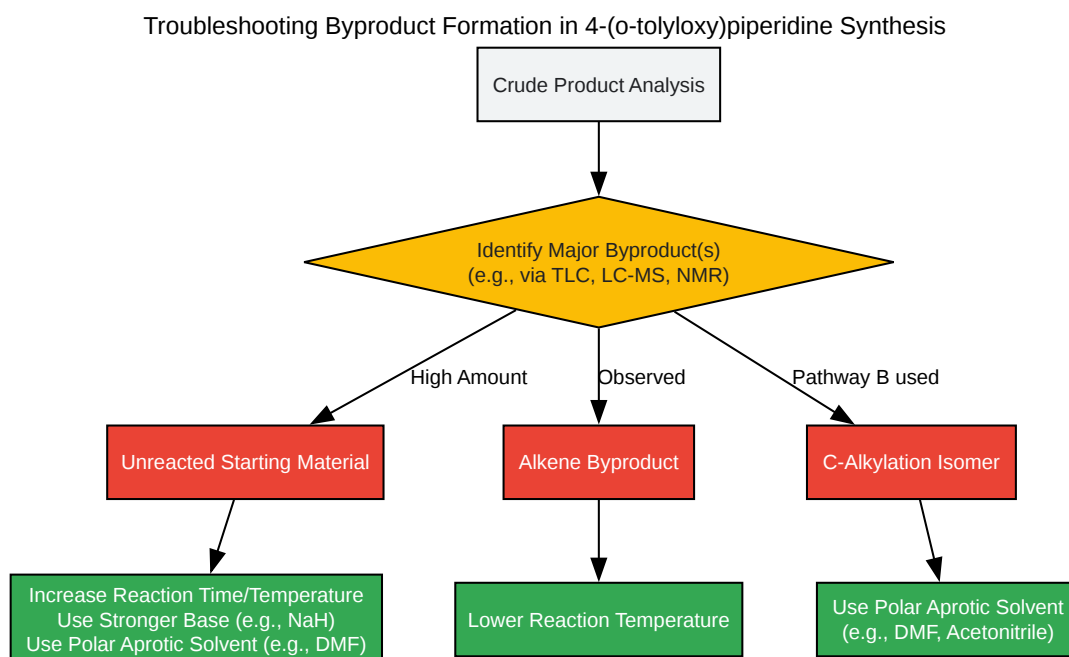 Troubleshooting Byproduct Formation in 4-(o-tolyloxy)piperidine Synthesis
Crude Product Analysis
Identify Major Byproduct(s)
(e.g., via TLC, LC-MS, NMR)
High Amount
Observed
Pathway B used
Unreacted Starting Material
Alkene Byproduct
C-Alkylation Isomer
Increase Reaction Time/Temperature
Use Stronger Base (e.g., NaH)
Use Polar Aprotic Solvent (e.g., DMF)
Lower Reaction Temperature
Use Polar Aprotic Solvent
(e.g., DMF, Acetonitrile)